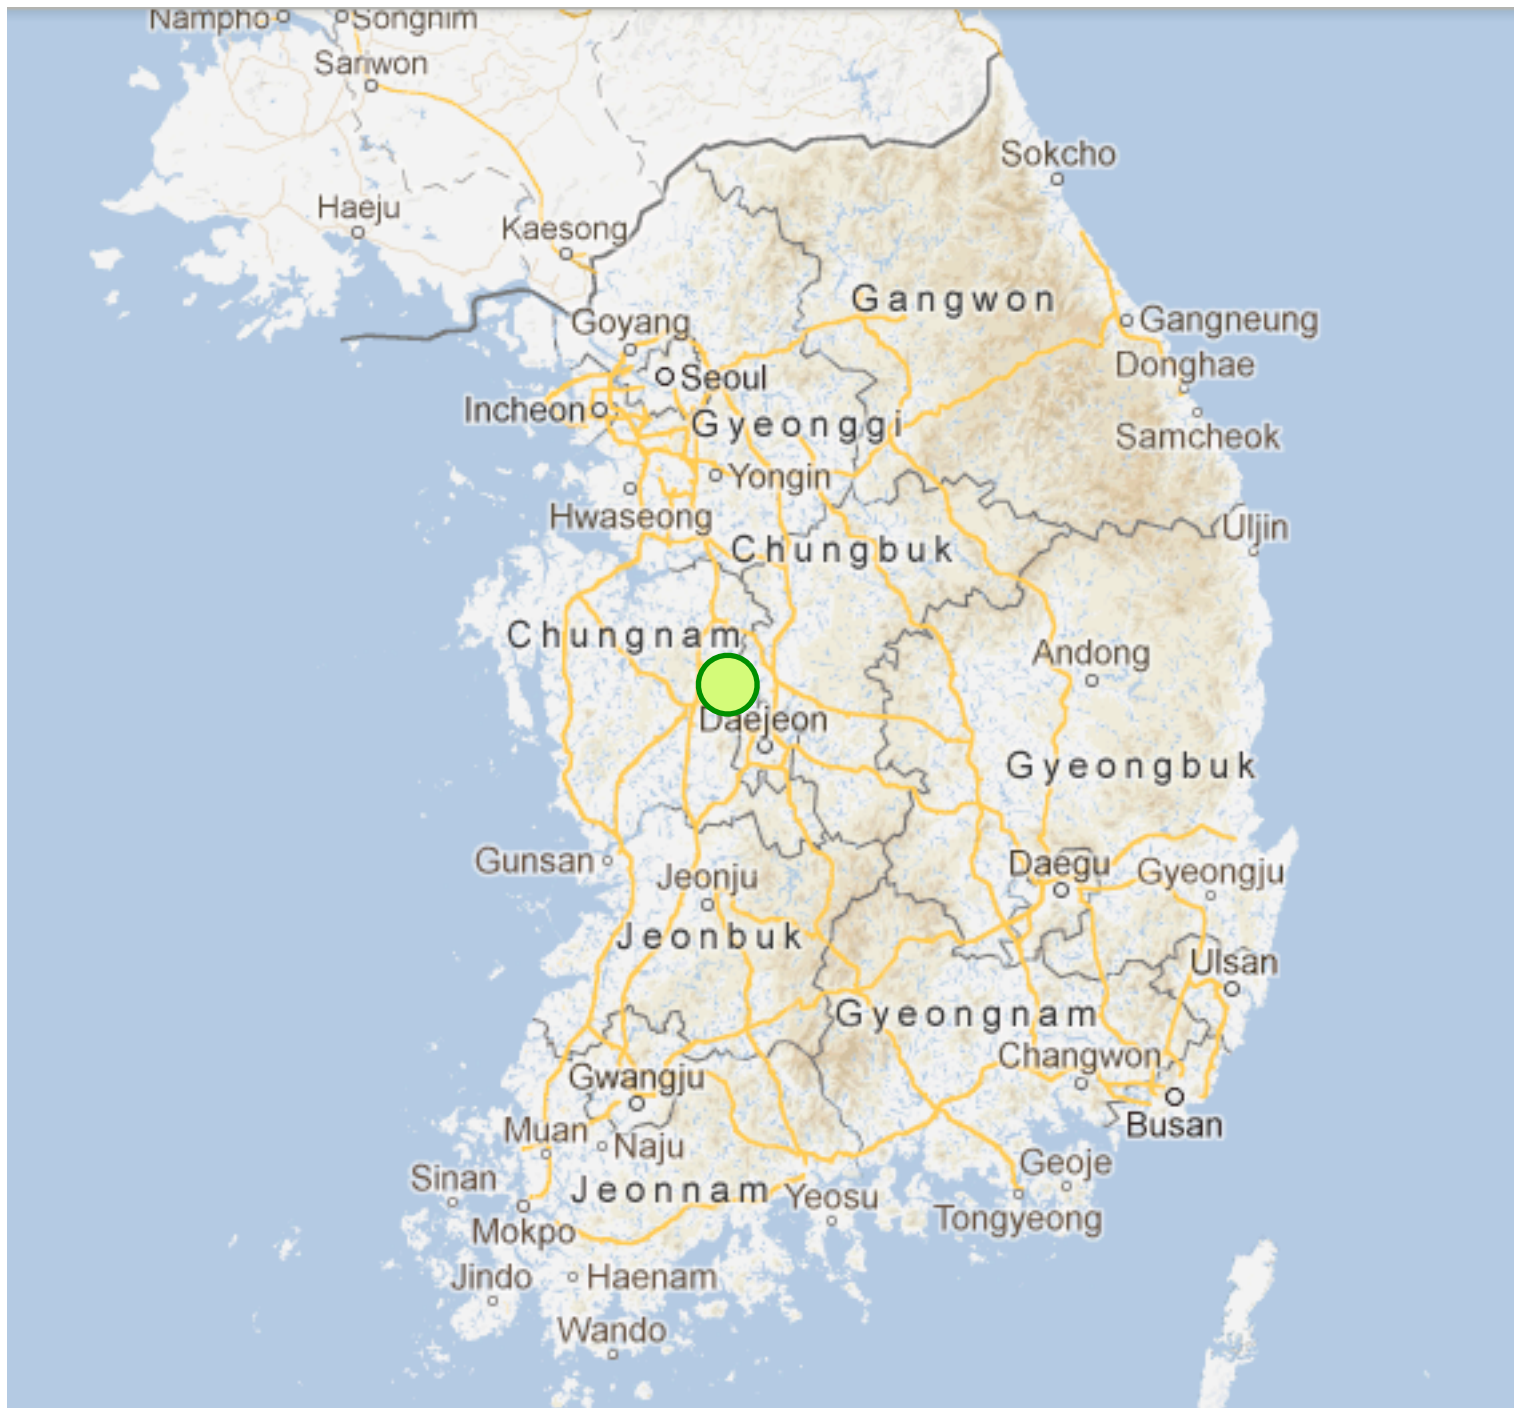 Nampho
Songnim
Sariwon
Sokcho
Haeju
Kaesong
Gangwon
Goyang
Gangneung
Donghae
Seoul
Incheon
Gyeonggi
Samcheok
Yongin
Hwaseong
Uljin
Chungbuk
Chungnam
Andong
Daejeon
Gyeongbuk
Gunsan
Daegu
Gyeongju
Jeonju
Jeonbuk
Ulsan
Gyeongnam
Changwon
Gwangju
Busan
Muan
Naju
Geoje
Sinan
Jeonnam
Yeosu
Tongyeong
Mokpo
Jindo
Haenam
Wando